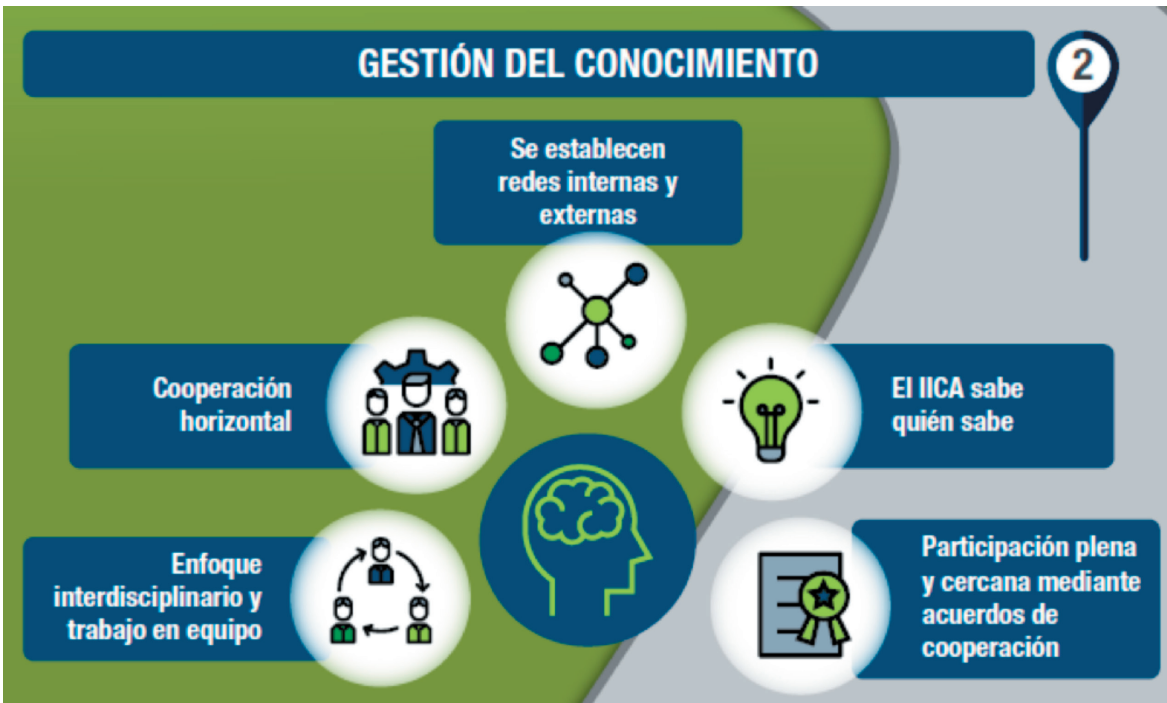 GESTIÓN DEL CONOCIMIENTO
2
Se establecen
redes internas y
externas
Cooperación
horizontal
El IICA sabe
quién sabe
Enfoque
interdisciplinario y
trabajo en equipo
Participación plena
y cercana mediante
acuerdos de
cooperación